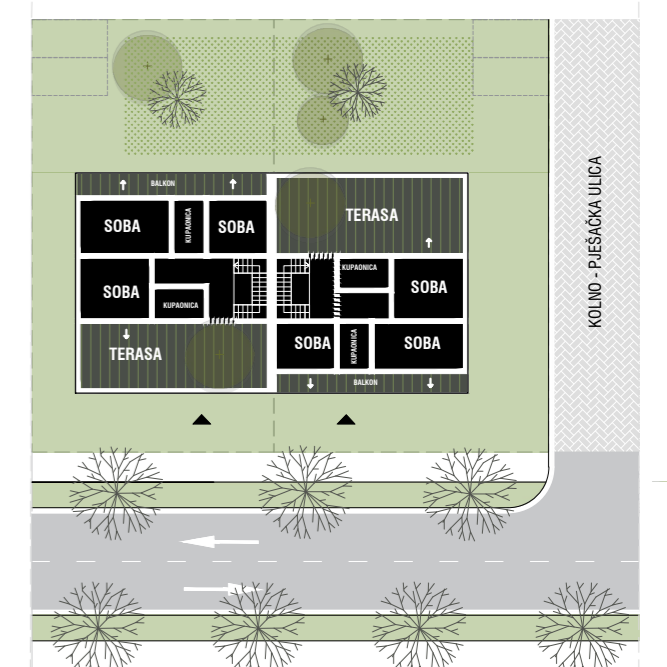 BALKON
SOBA
KUPAONICA
SOBA
TERASA
SOBA
KUPAONICA
KUPAONICA
SOBA
TERASA
SOBA
KUPAONICA
SOBA
BALKON
KOLNO - PJEŠAČKA ULICA